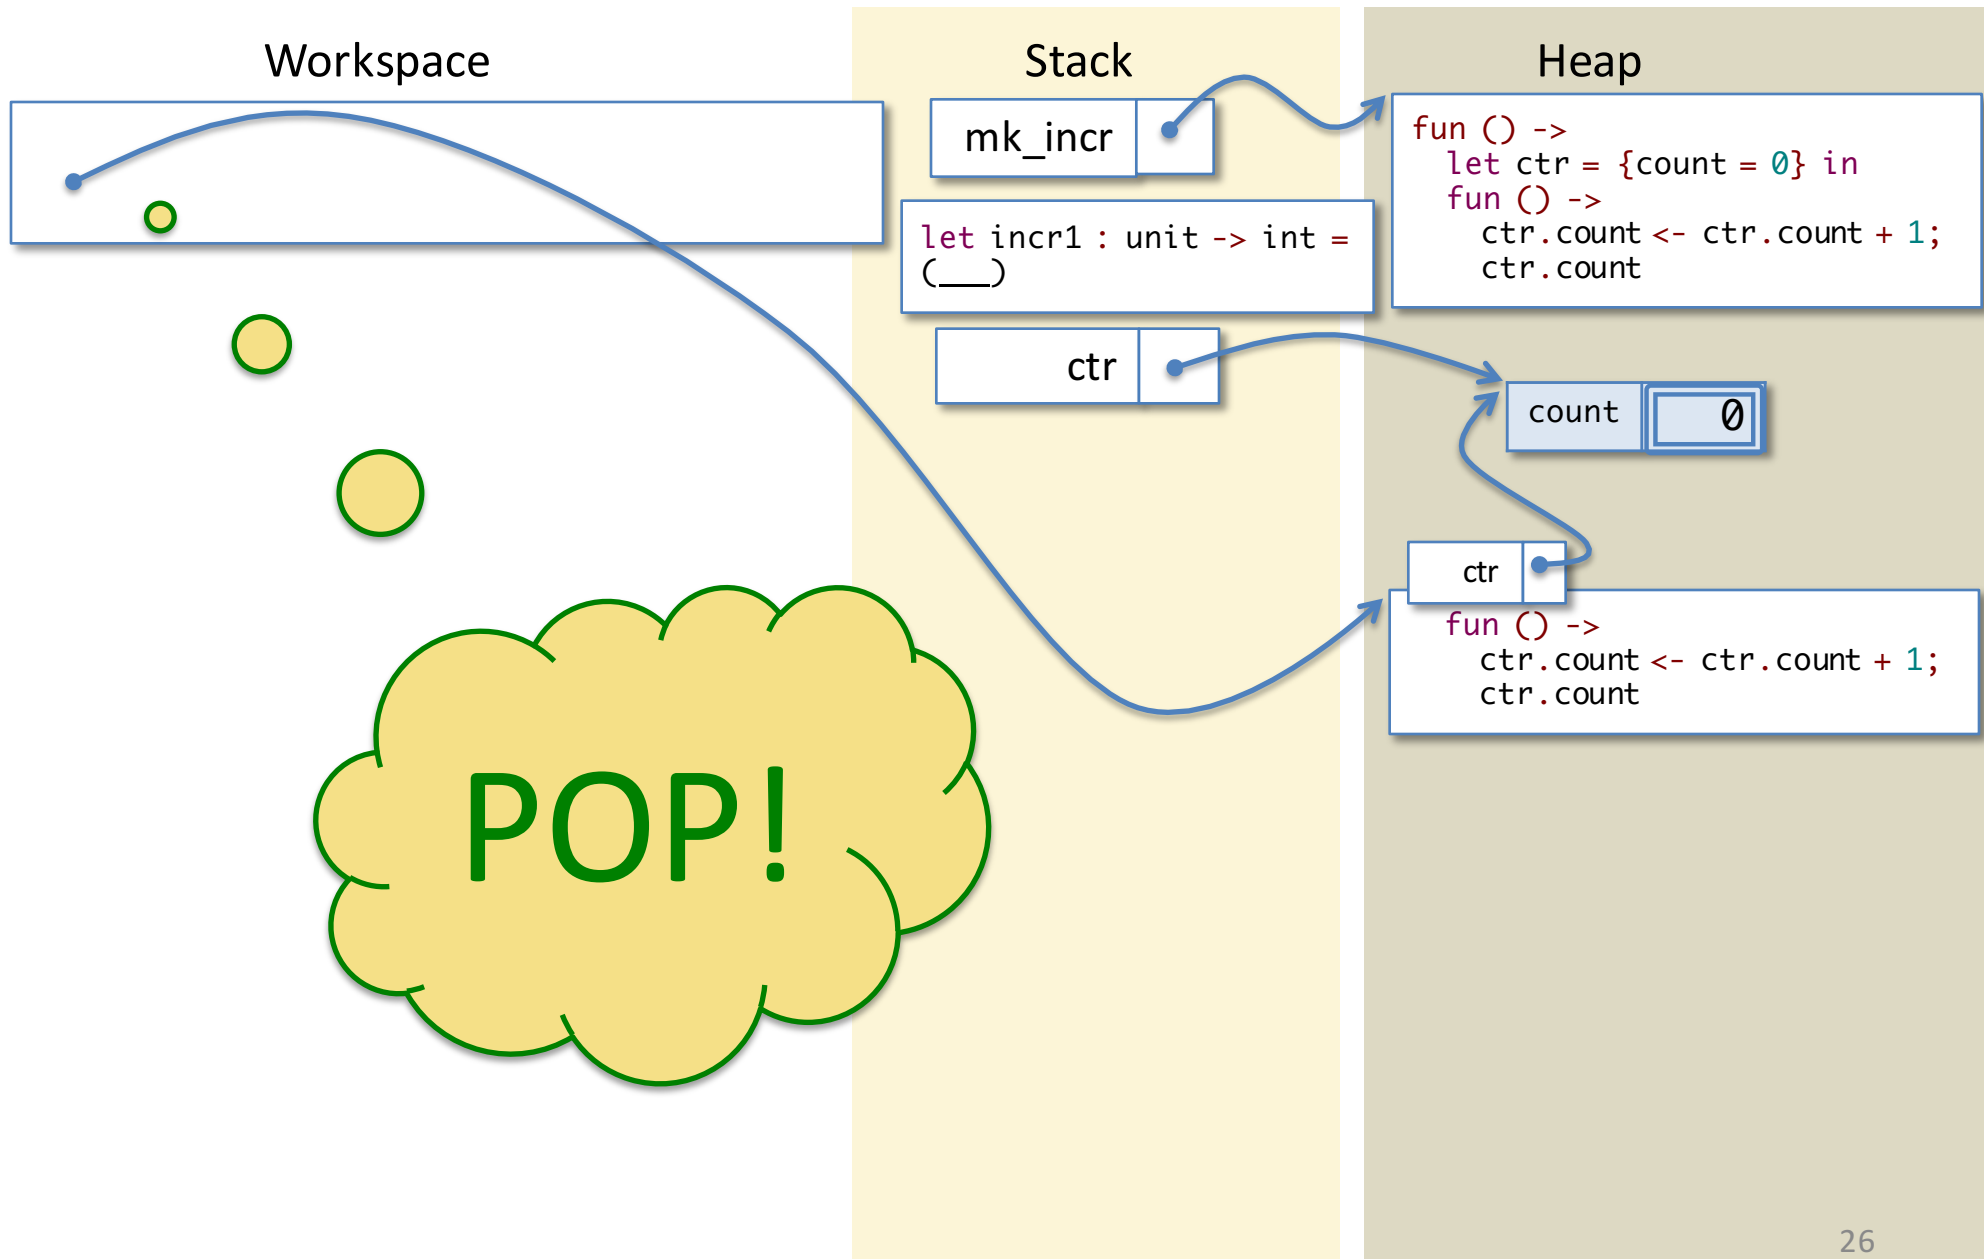 Workspace
Stack
Heap
mk_incr
let incr1 : unit -> int =
(___)
ctr
fun () ->
let ctr = {count = 0} in
fun () ->
ctr.count <- ctr.count + 1;
ctr.count
count 0
ctr
fun () ->
ctr.count <- ctr.count + 1;
ctr.count
POP!
26